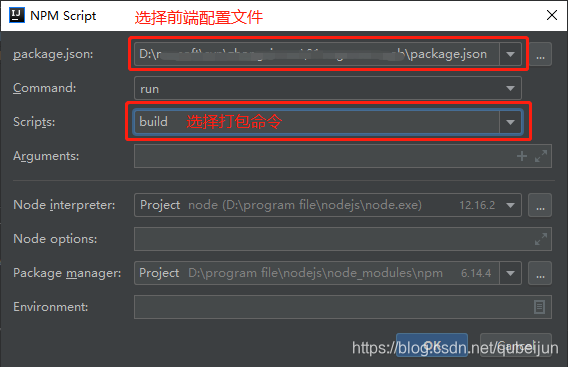 NPM Script
选择前端配置文件
package.json:
D:\ \package.json
...
Command:
run
Scripts:
build
选择打包命令
Arguments:
Node interpreter:
Project node (D:\program file\nodejs\node.exe) 12.16.2
...
Node options:
Package manager:
Project D:\program file\nodejs\node_modules\npm 6.14.4
...
Environment:
OK
Cancel
https://blog.csdn.net/qubeijun